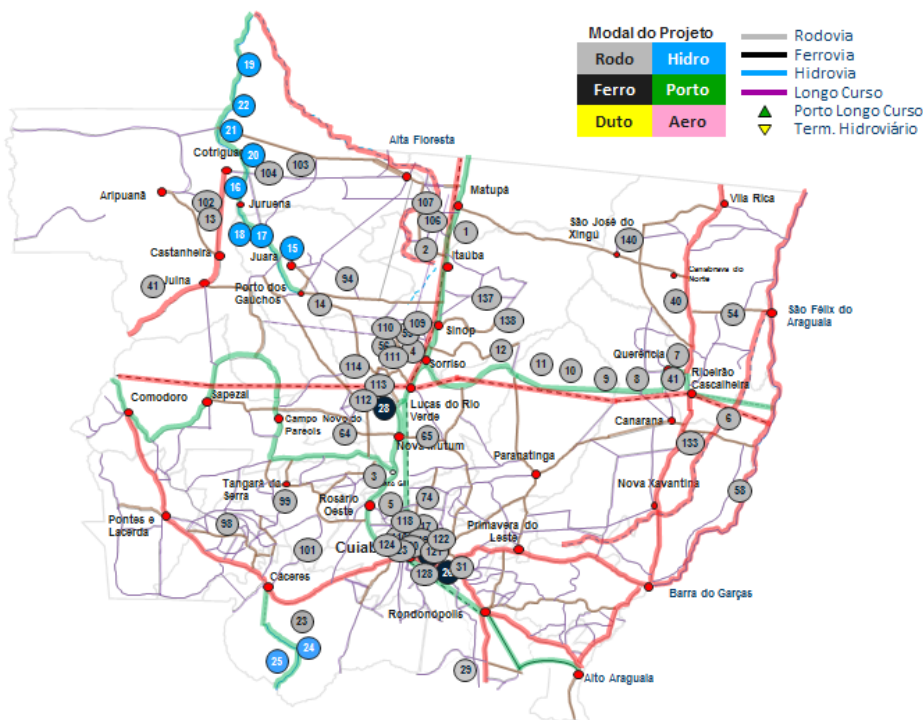 Modal do Projeto
Rodo
Hidro
Ferro
Porto
Duto
Aero
Rodovia
Ferrovia
Hidrovia
Longo Curso
Porto Longo Curso
Term. Hidroviário
19
22
21
20
Cotriguaçu
104
103
Alta Floresta
16
Aripuanã
102
13
Juruena
107
106
Matupá
1
2
Vila Rica
São José do
Xingú
140
18
17
15
Juara
Castanheira
Itaúba
41
Juina
Porto dos
Gaúchos
94
14
137
138
40
54
São Félix do
Araguaia
110
109
Sinop
4
111
Sorriso
114
12
11
10
9
8
Querência
7
41
Ribeirão
Cascalheira
113
112
28
Lucas do Rio
Verde
Comodoro
Sapezal
Campo Novo do
Pareois
64
65
Nova Mutum
Canarana
6
133
Paranatinga
3
58
Tangará da
Serra
99
Rosário
Oeste
5
74
Nova Xavantina
Pontes e
Lacerda
98
118
122
124
101
Primavera do
Leste
128
31
Cáceres
Barra do Garças
23
Rondonópolis
24
25
29
Alto Araguaia